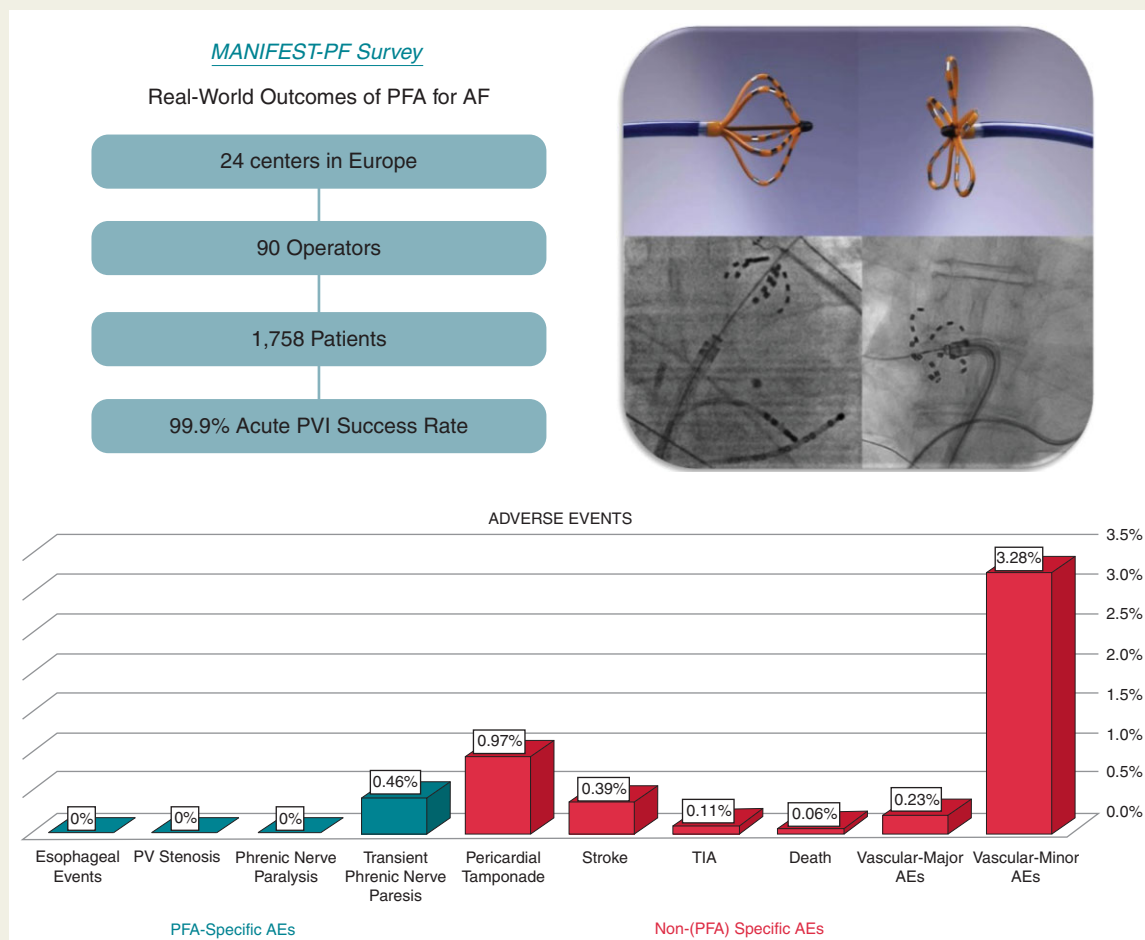 MANIFEST-PF Survey
Real-World Outcomes of PFA for AF
24 centers in Europe
90 Operators
1,758 Patients
99.9% Acute PVI Success Rate
ADVERSE EVENTS
3.5%
3.0%
2.5%
2.0%
1.5%
1.0%
0.5%
0.0%
0%
0%
0%
0.46%
0.97%
0.39%
0.11%
0.06%
0.23%
3.28%
Esophageal
Events
PV Stenosis
Phrenic Nerve
Paralysis
Transient
Phrenic Nerve
Paresis
Pericardial
Tamponade
Stroke
TIA
Death
Vascular-Major
AEs
Vascular-Minor
AEs
PFA-Specific AEs
Non-(PFA) Specific AEs